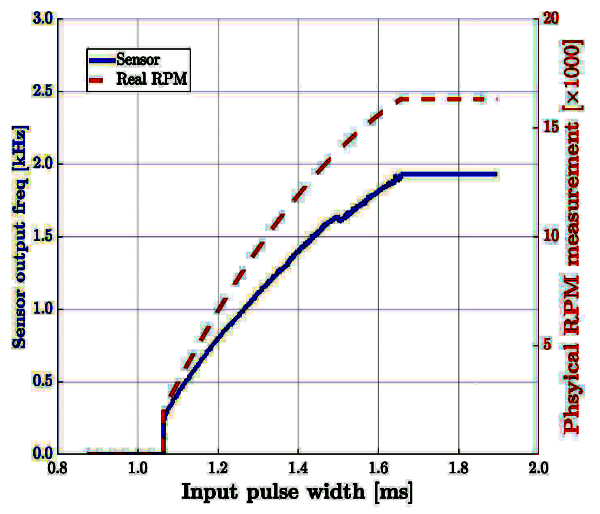 3.0
2.5
2.0
1.5
1.0
0.5
0.0
Sensor output freq [kHz]
Sensor
Real RPM
20
15
10
5
Phsyical RPM measurement [×1000]
0.8 1.0 1.2 1.4 1.6 1.8 2.0
Input pulse width [ms]